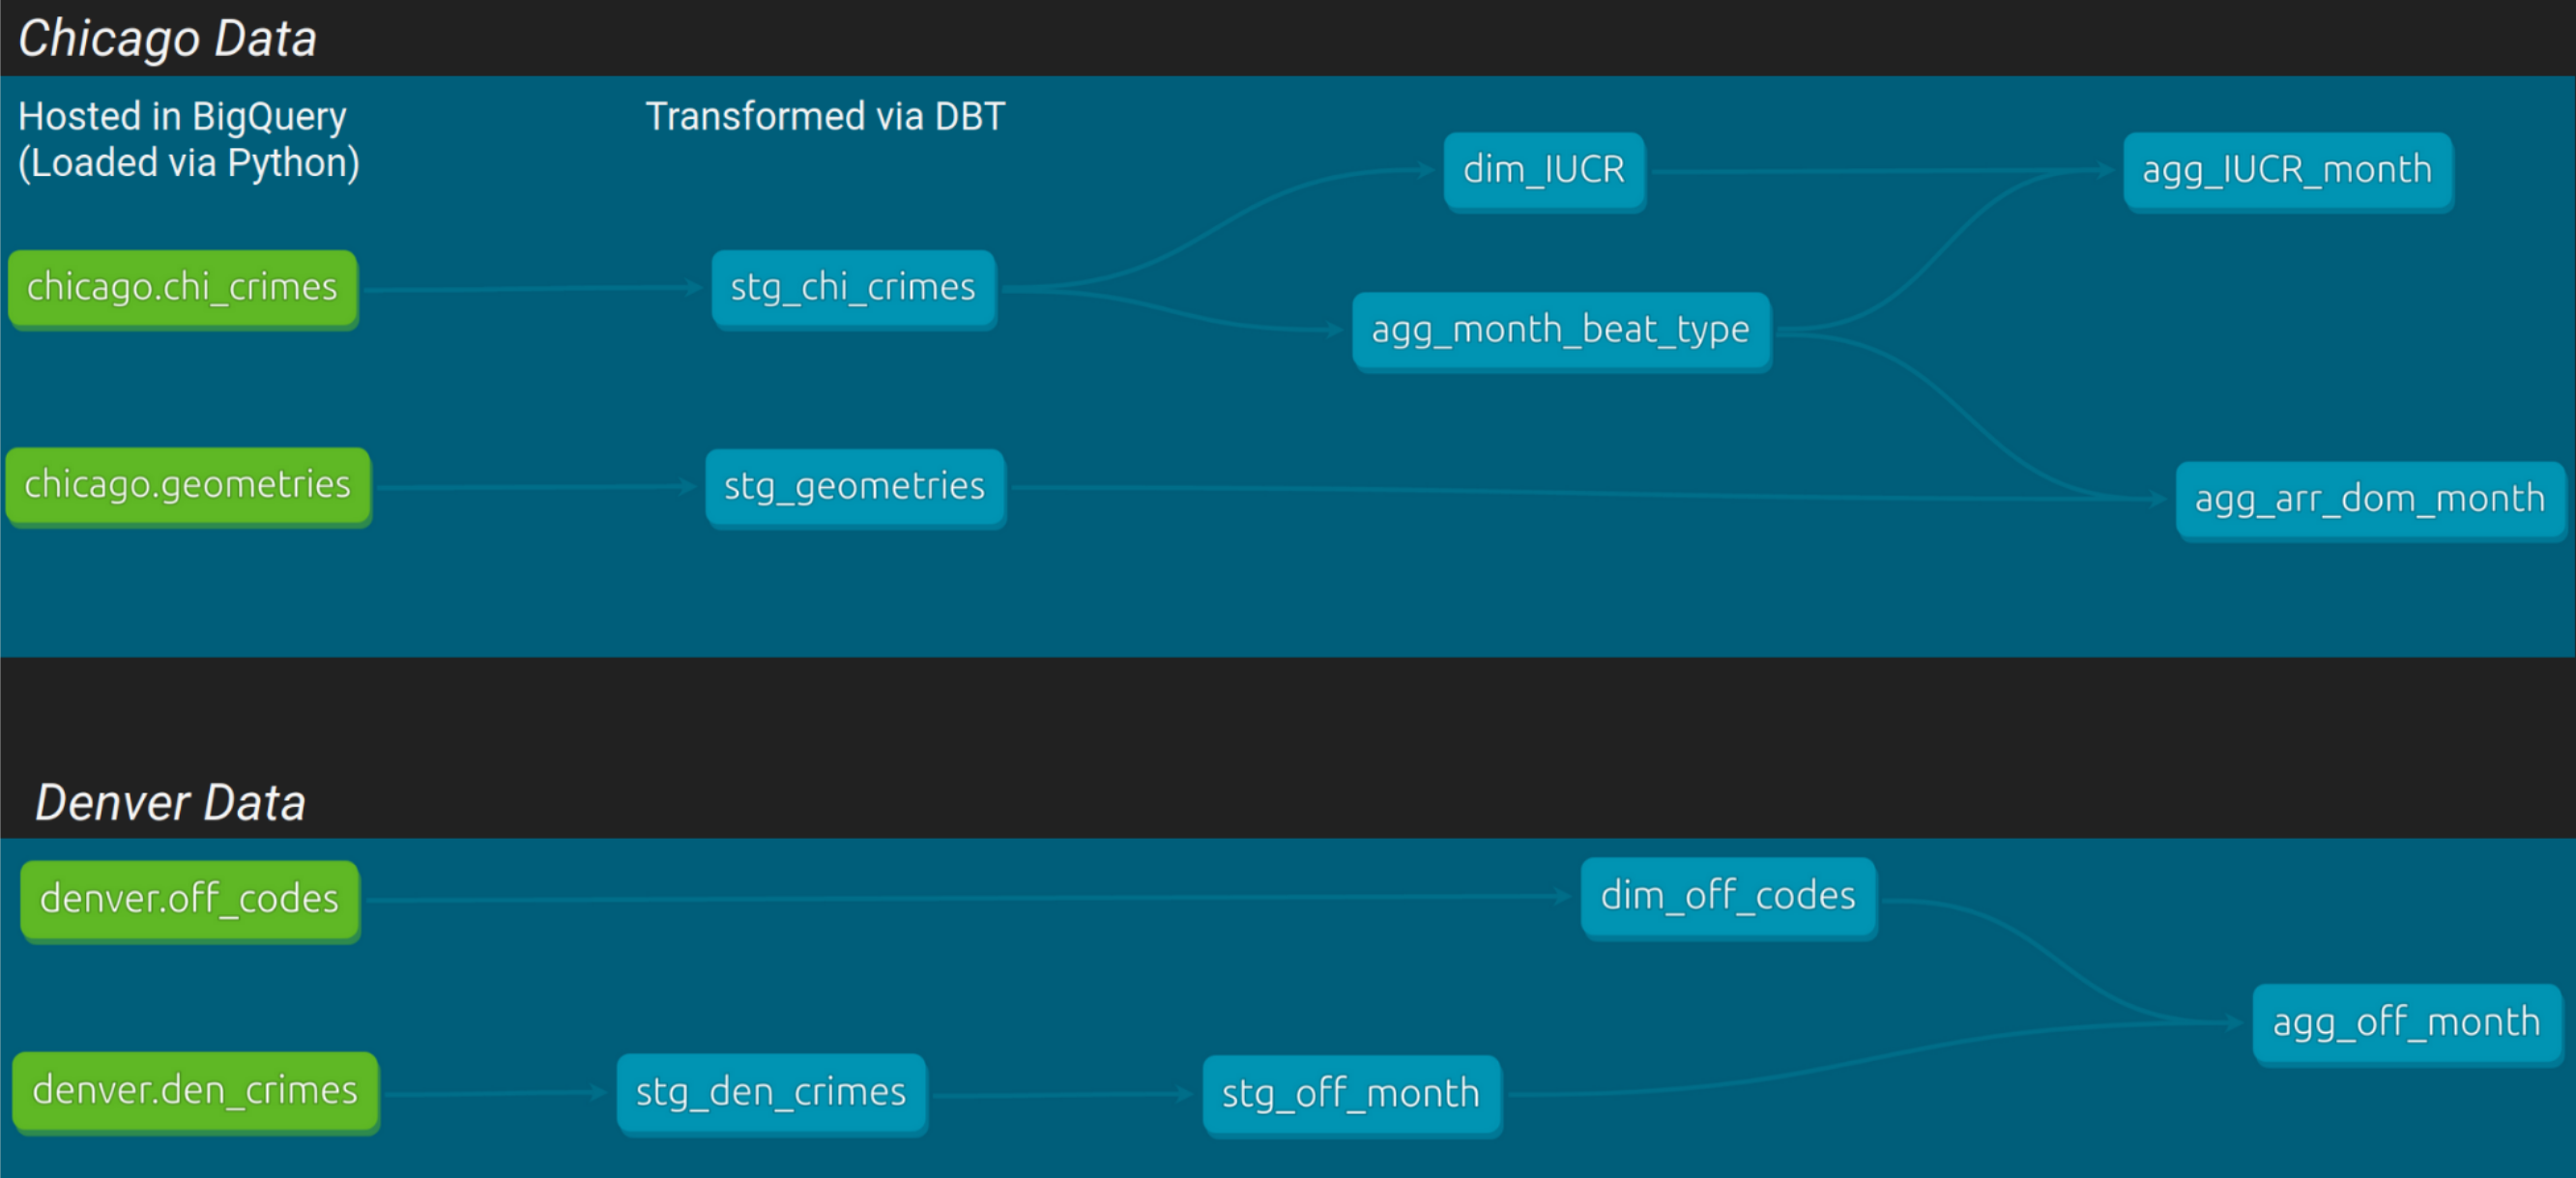 Chicago Data
Hosted in BigQuery
(Loaded via Python)
Transformed via DBT
dim_IUCR
agg_IUCR_month
chicago.chi_crimes
stg_chi_crimes
agg_month_beat_type
chicago.geometries
stg_geometries
agg_arr_dom_month
Denver Data
denver.off_codes
dim_off_codes
agg_off_month
denver.den_crimes
stg_den_crimes
stg_off_month